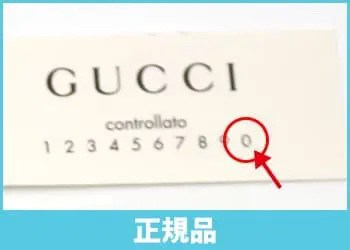 GUCCI
controllato
1 2 3 4 5 6 7 8 9 0
正規品